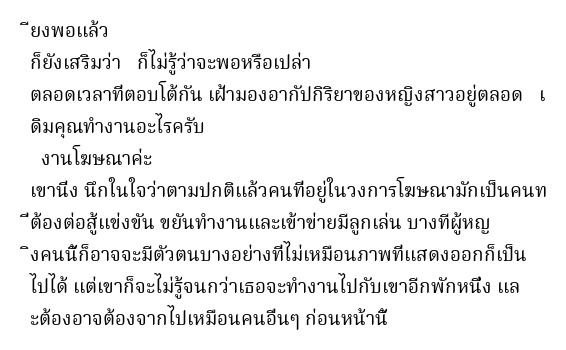 ียงพอแล้ว
ก็ยังเสริมว่า ก็ไม่รู้ว่าจะพอหรือเปล่า
ตลอดเวลาที่ตอบโต้กัน เฝ้ามองอากัปกิริยาของหญิงสาวอยู่ตลอด เ
ดิมคุณทำงานอะไรครับ
งานโฆษณาค่ะ
เขานิ่ง นึกในใจว่าตามปกติแล้วคนที่อยู่ในวงการโฆษณามักเป็นคนท
ี่ต้องต่อสู้แข่งขัน ขยันทำงานและเข้าข่ายมีลูกเล่น บางทีผู้หญ
ิงคนนี้ก็อาจจะมีตัวตนบางอย่างที่ไม่เหมือนภาพที่แสดงออกก็เป็น
ไปได้ แต่เขาก็จะไม่รู้จนกว่าเธอจะทำงานไปกับเขาอีกพักหนึ่ง แล
ะต้องอาจต้องจากไปเหมือนคนอื่นๆ ก่อนหน้านี้